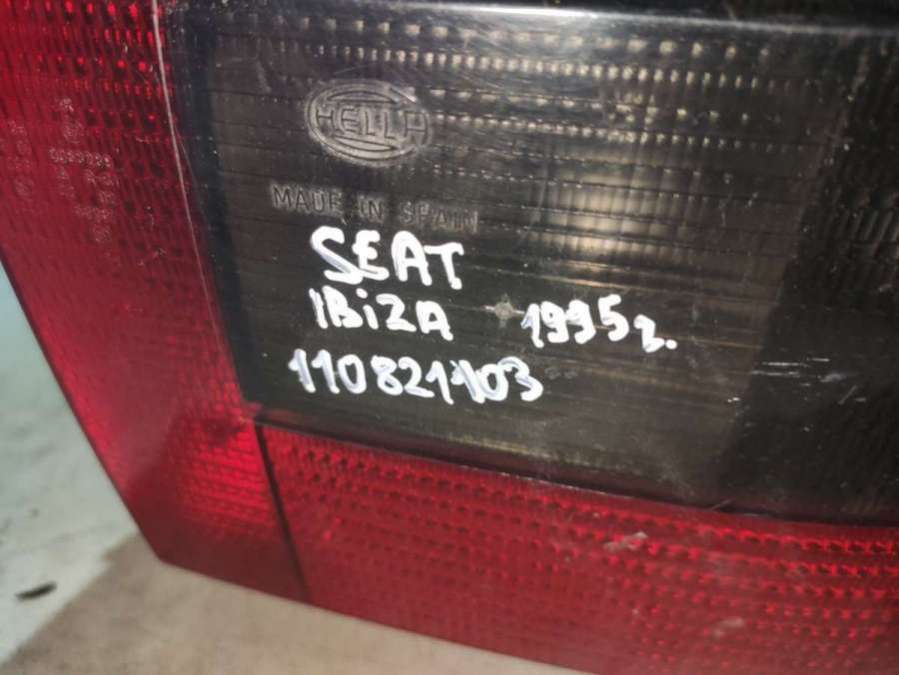 HELLA
MADE IN SPAIN
SEAT
IBIZA 1995г.
110821103